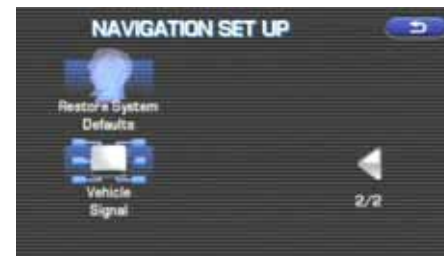 NAVIGATION SET UP
Restore System
Defaults
Vehicle
Signal
2/2